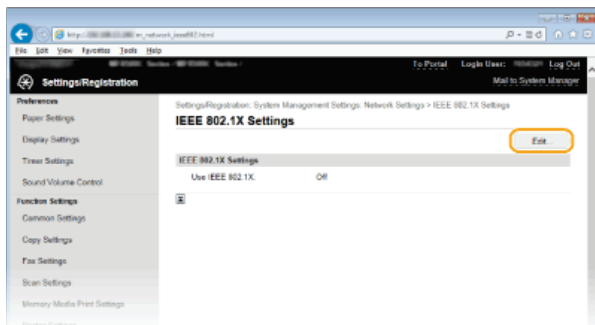 m_network_ieee802.html
File Edit View Favorites Tools Help
To Portal Login User: Log Out
Settings/Registration
Mail to System Manager
Preferences
Settings/Registration: System Management Settings: Network Settings > IEEE 802.1X Settings
Paper Settings
IEEE 802.1X Settings
Display Settings
Edit...
Timer Settings
IEEE 802.1X Settings
Use IEEE 802.1X: Off
Sound Volume Control
Function Settings
Common Settings
Copy Settings
Fax Settings
Scan Settings
Memory Media Print Settings